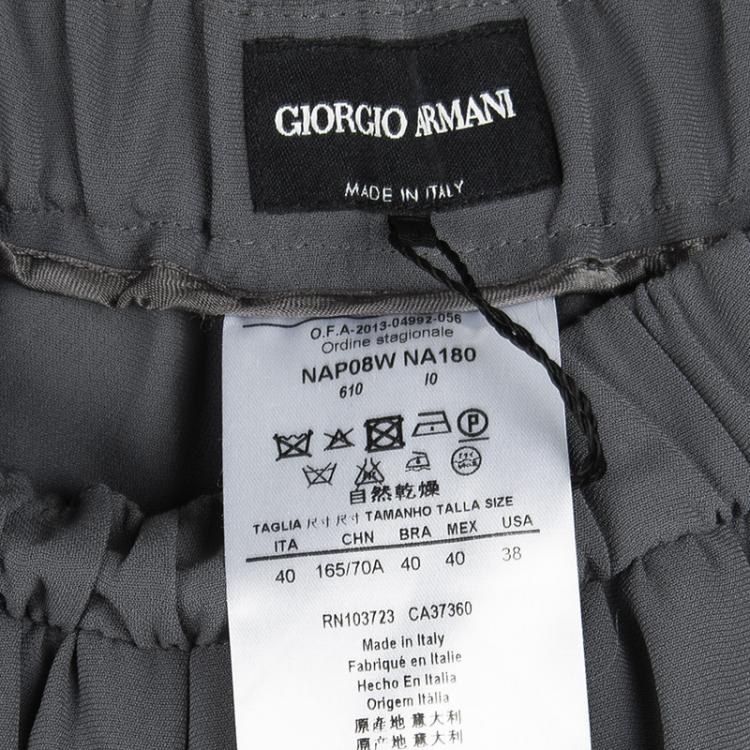 GIORGIO ARMANI
MADE IN ITALY
O.F.A-2013-04992-056
Ordine stagionale
NAP08W NA180
610 I0
P
自然乾燥
TAGLIA 尺寸 尺寸 TAMANHO TALLA SIZE
ITA CHN BRA MEX USA
40 165/70A 40 40 38
RN103723 CA37360
Made in Italy
Fabriqué en Italie
Hecho En Italia
Origem Itàlia
原产地 意大利
原產地 意大利